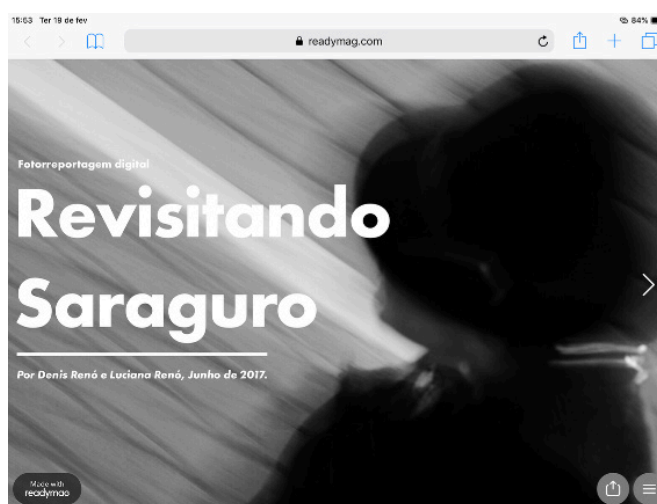 15:53 Ter 19 de fev
84%
readymag.com
Fotorreportagem digital
Revisitando
Saraguro
Por Denis Renó e Luciana Renó, Junho de 2017.
Made with
readymag